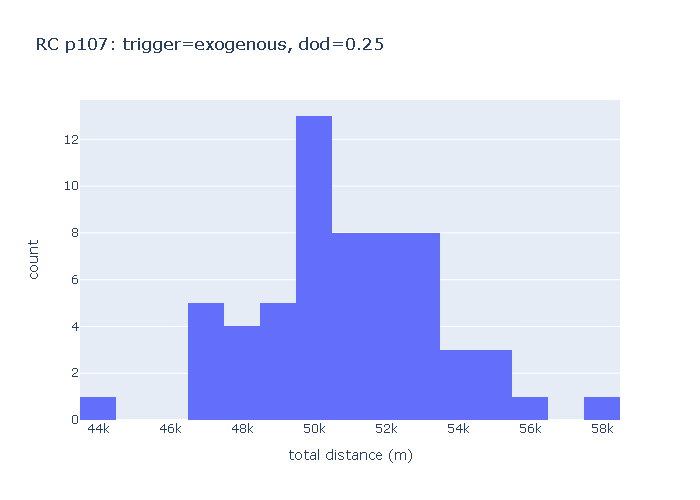 RC p107: trigger=exogenous, dod=0.25
12
10
8
6
4
2
0
count
44k
46k
48k
50k
52k
54k
56k
58k
total distance (m)